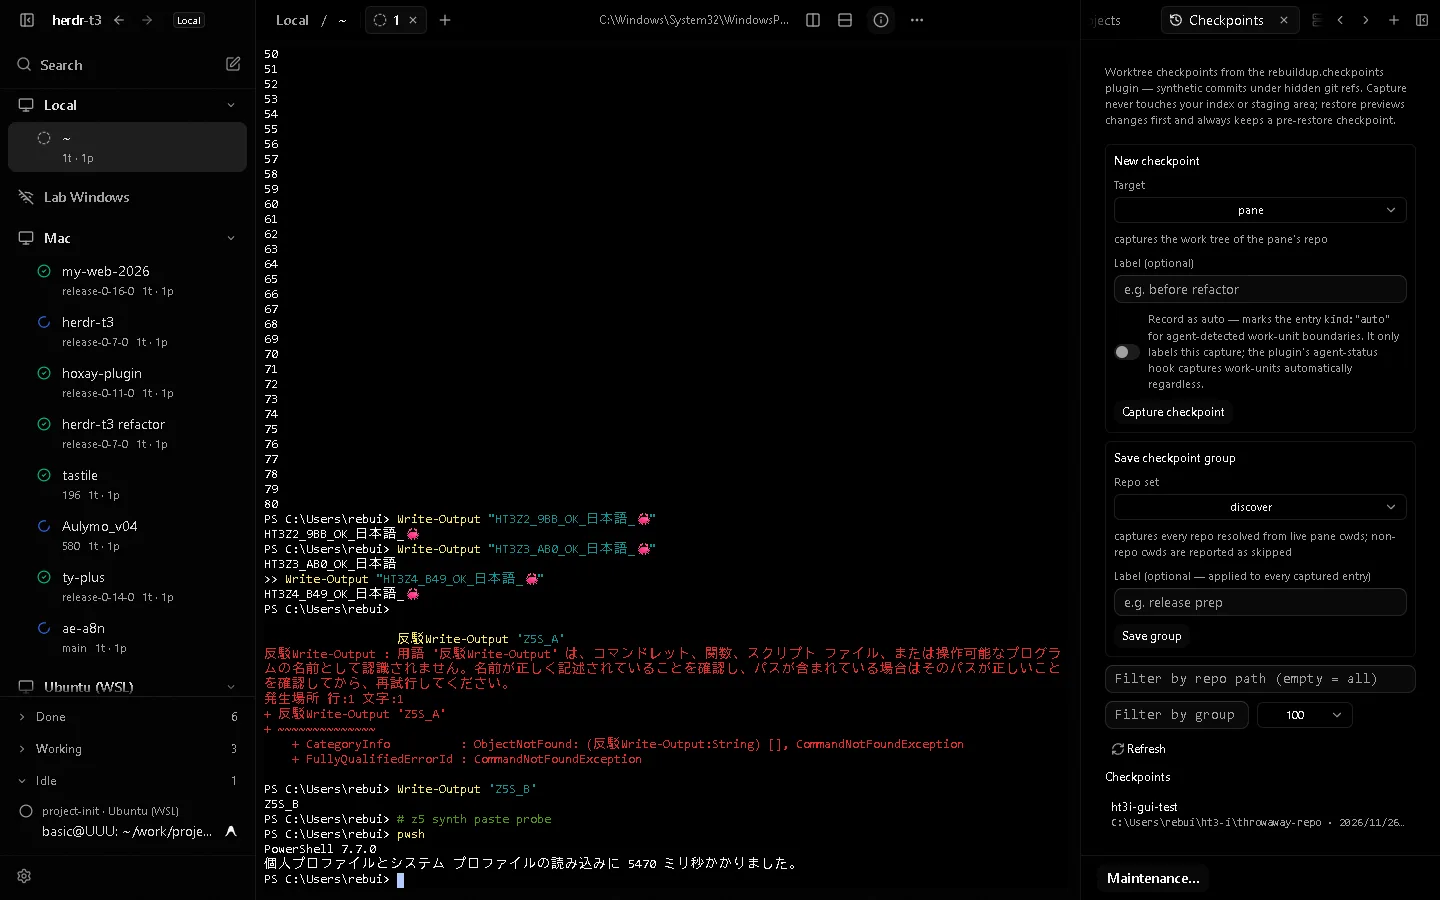 herdr-t3
Local
Search
Local
~
1t · 1p
Lab Windows
Mac
my-web-2026
release-0-16-0 1t · 1p
herdr-t3
release-0-7-0 1t · 1p
hoxay-plugin
release-0-11-0 1t · 1p
herdr-t3 refactor
release-0-7-0 1t · 1p
tastile
196 1t · 1p
Aulymo_v04
580 1t · 1p
ty-plus
release-0-14-0 1t · 1p
ae-a8n
main 1t · 1p
Ubuntu (WSL)
Done 6
Working 3
Idle 1
project-init · Ubuntu (WSL)
basic@UUU: ~/work/proje...
Local / ~
1
C:\Windows\System32\WindowsP...
50
51
52
53
54
55
56
57
58
59
60
61
62
63
64
65
66
67
68
69
70
71
72
73
74
75
76
77
78
79
80
PS C:\Users\rebui> Write-Output "HT3Z2_9BB_OK_日本語_🦀"
HT3Z2_9BB_OK_日本語_🦀
PS C:\Users\rebui> Write-Output "HT3Z3_AB0_OK_日本語_🦀"
HT3Z3_AB0_OK_日本語
>> Write-Output "HT3Z4_B49_OK_日本語_🦀"
HT3Z4_B49_OK_日本語_🦀
PS C:\Users\rebui>
反駁Write-Output 'Z5S_A'
反駁Write-Output : 用語 '反駁Write-Output' は、コマンドレット、関数、スクリプト ファイル、または操作可能なプログラ
ムの名前として認識されません。名前が正しく記述されていることを確認し、パスが含まれている場合はそのパスが正しいこと
を確認してから、再試行してください。
発生場所 行:1 文字:1
+ 反駁Write-Output 'Z5S_A'
+ ~~~~~~~~~~~~~~
+ CategoryInfo : ObjectNotFound: (反駁Write-Output:String) [], CommandNotFoundException
+ FullyQualifiedErrorId : CommandNotFoundException
PS C:\Users\rebui> Write-Output 'Z5S_B'
Z5S_B
PS C:\Users\rebui> # z5 synth paste probe
PS C:\Users\rebui> pwsh
PowerShell 7.7.0
個人プロファイルとシステム プロファイルの読み込みに 5470 ミリ秒かかりました。
PS C:\Users\rebui>
ojects
Checkpoints
Worktree checkpoints from the rebuildup.checkpoints
plugin — synthetic commits under hidden git refs. Capture
never touches your index or staging area; restore previews
changes first and always keeps a pre-restore checkpoint.
New checkpoint
Target
pane
captures the work tree of the pane's repo
Label (optional)
e.g. before refactor
Record as auto — marks the entry kind:"auto"
for agent-detected work-unit boundaries. It only
labels this capture; the plugin's agent-status
hook captures work-units automatically
regardless.
Capture checkpoint
Save checkpoint group
Repo set
discover
captures every repo resolved from live pane cwds; non-
repo cwds are reported as skipped
Label (optional — applied to every captured entry)
e.g. release prep
Save group
Filter by repo path (empty = all)
Filter by group
100
Refresh
Checkpoints
ht3i-gui-test
C:\Users\rebui\ht3-i\throwaway-repo • 2026/11/26…
Maintenance...